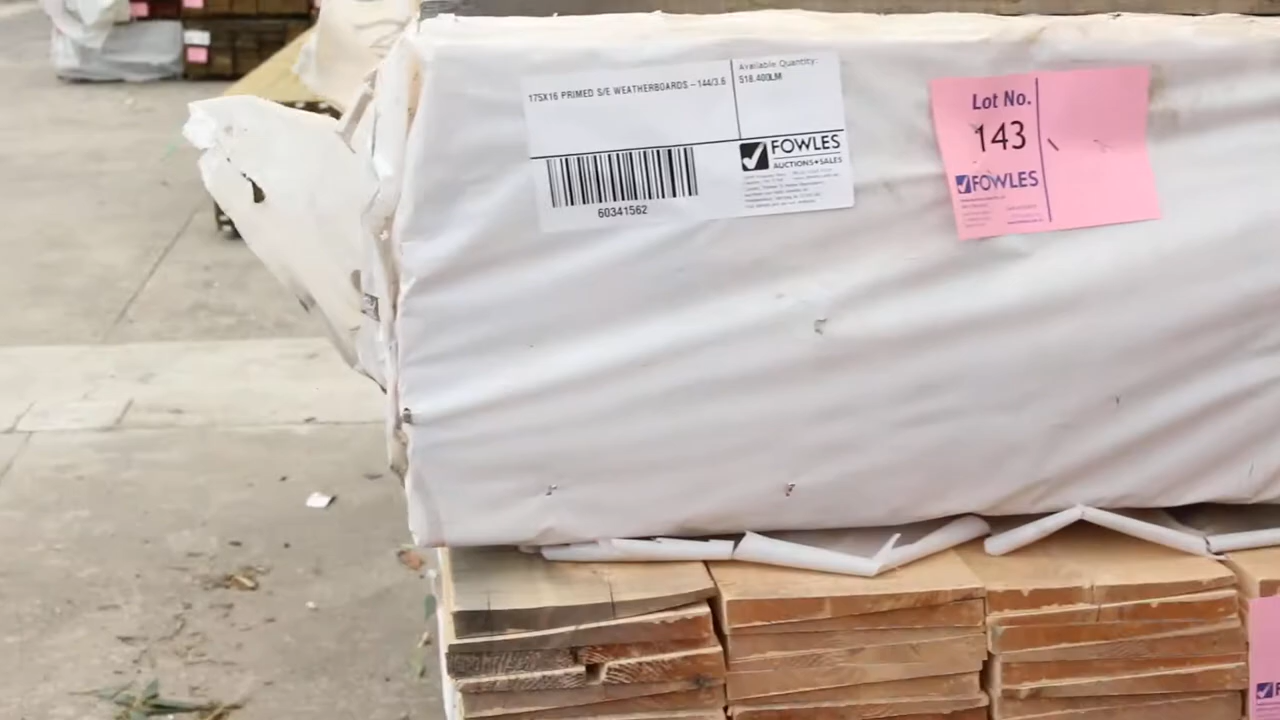 175X16 PRIMED S/E WEATHERBOARDS - 144/3.6
Available Quantity:
518.400LM
60341562
FOWLES
AUCTIONS+SALES
Lot No.
143
FOWLES